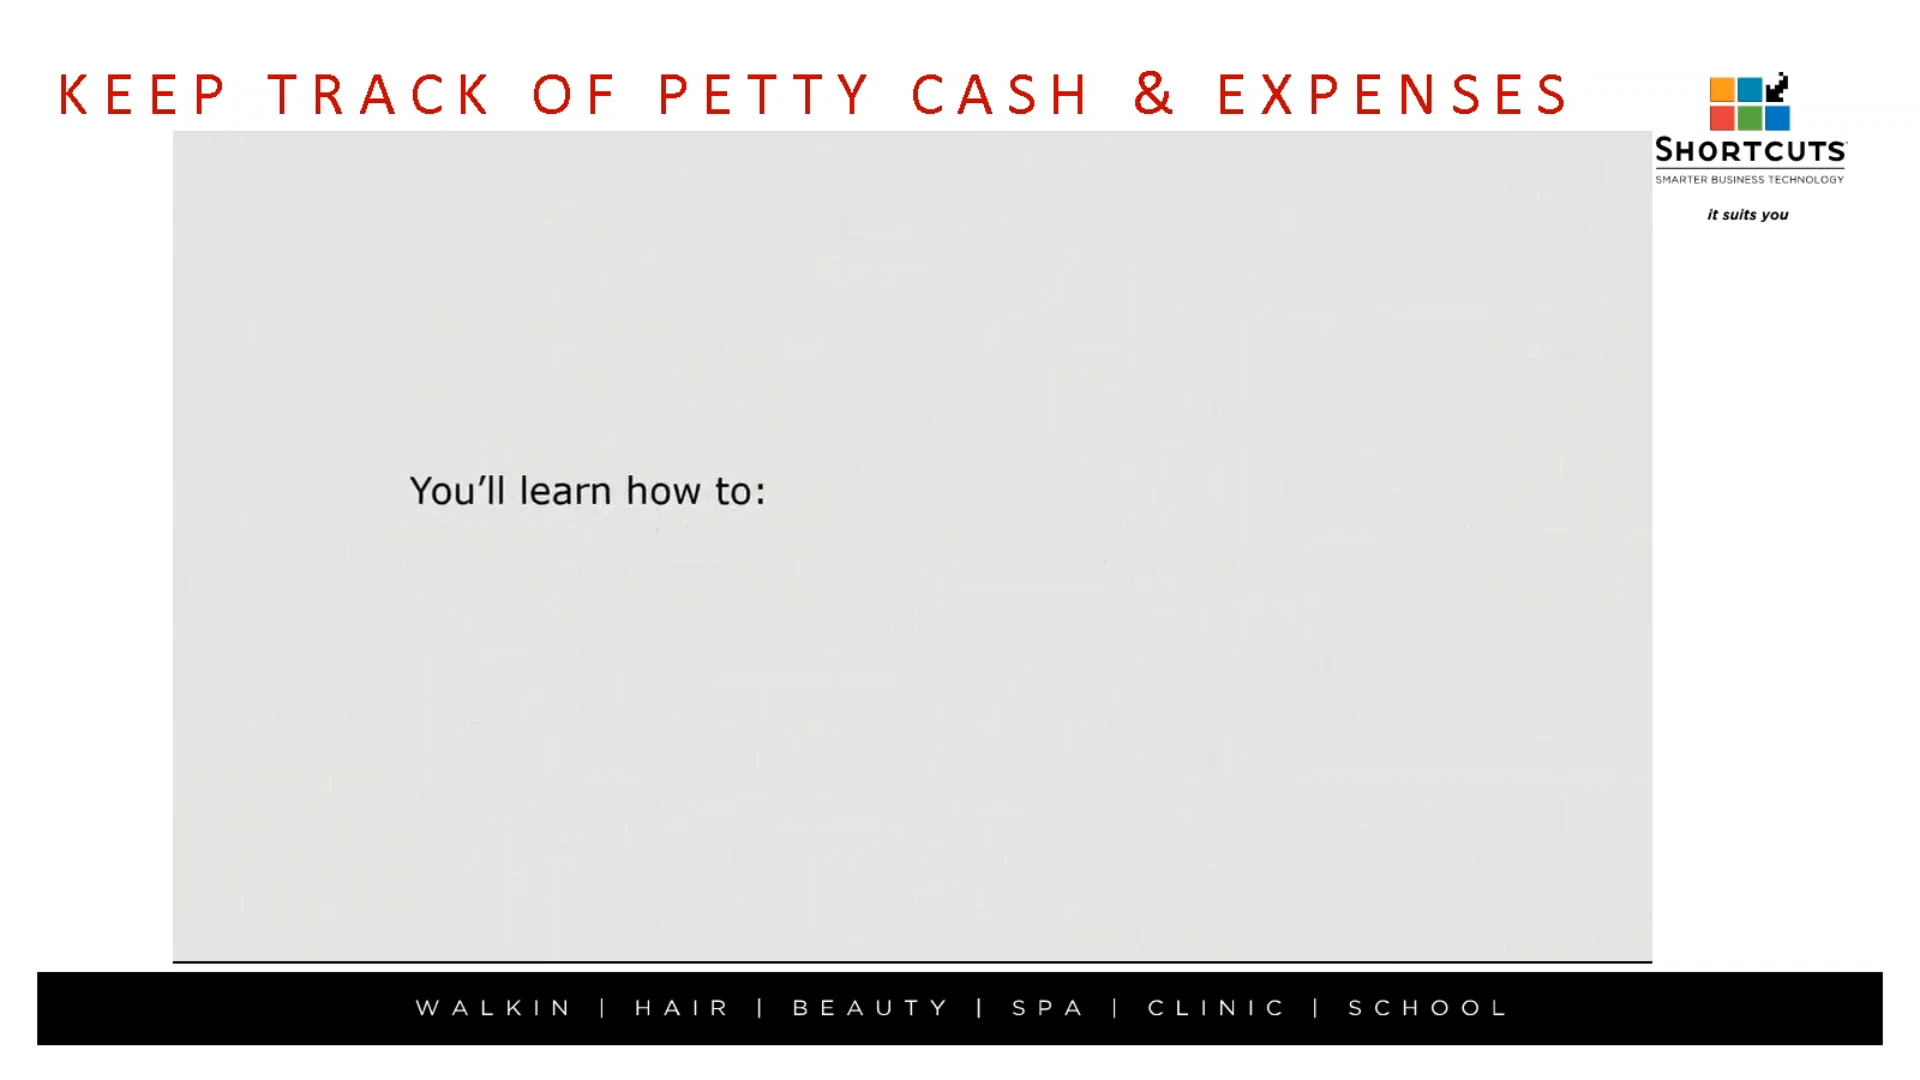 KEEP TRACK OF PETTY CASH & EXPENSES
SHORTCUTS
SMARTER BUSINESS TECHNOLOGY
it suits you
You’ll learn how to:
WALKIN | HAIR | BEAUTY | SPA | CLINIC | SCHOOL